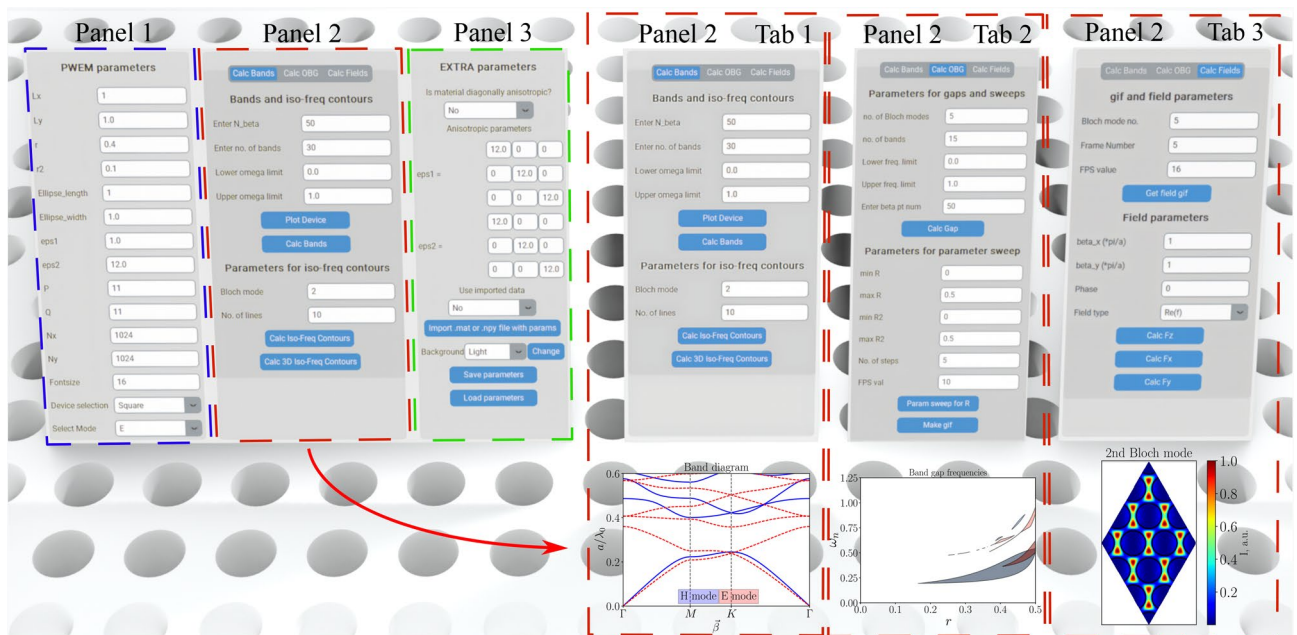 Panel 1
PWEM parameters
Lx 1
Ly 1.0
r 0.4
r2 0.1
Ellipse_length 1
Ellipse_width 1.0
eps1 1.0
eps2 12.0
P 11
Q 11
Nx 1024
Ny 1024
Fontsize 16
Device selection Square
Select Mode E
Panel 2
Calc Bands Calc OBG Calc Fields
Bands and iso-freq contours
Enter N_beta 50
Enter no. of bands 30
Lower omega limit 0.0
Upper omega limit 1.0
Plot Device
Calc Bands
Parameters for iso-freq contours
Bloch mode 2
No. of lines 10
Calc Iso-Freq Contours
Calc 3D Iso-Freq Contours
Panel 3
EXTRA parameters
Is material diagonally anisotropic?
No
Anisotropic parameters
12.0 0 0
eps1 = 0 12.0 0
0 0 12.0
12.0 0 0
eps2 = 0 12.0 0
0 0 12.0
Use imported data
No
Import .mat or .npy file with params
Background Light Change
Save parameters
Load parameters
Panel 2 Tab 1
Calc Bands Calc OBG Calc Fields
Bands and iso-freq contours
Enter N_beta 50
Enter no. of bands 30
Lower omega limit 0.0
Upper omega limit 1.0
Plot Device
Calc Bands
Parameters for iso-freq contours
Bloch mode 2
No. of lines 10
Calc Iso-Freq Contours
Calc 3D Iso-Freq Contours
Panel 2 Tab 2
Calc Bands Calc OBG Calc Fields
Parameters for gaps and sweeps
no. of Bloch modes 5
no. of bands 15
Lower freq. limit 0.0
Upper freq. limit 1.0
Enter beta pt num 50
Calc Gap
Parameters for parameter sweep
min R 0
max R 0.5
min R2 0
max R2 0.5
No. of steps 5
FPS val 10
Param sweep for R
Make gif
Panel 2 Tab 3
Calc Bands Calc OBG Calc Fields
gif and field parameters
Bloch mode no. 5
Frame Number 5
FPS value 16
Get field gif
Field parameters
beta_x (*pi/a) 1
beta_y (*pi/a) 1
Phase 0
Field type Re(f)
Calc Fz
Calc Fx
Calc Fy
Band diagram
a/λ0
0.6
0.4
0.2
0.0
H mode E mode
Γ M K Γ
β⃗
Band gap frequencies
ω̃n
1.25
1.00
0.75
0.50
0.25
0.00
0.0 0.1 0.2 0.3 0.4 0.5
r
2nd Bloch mode
1.0
0.8
0.6
0.4
0.2
I, a.u.